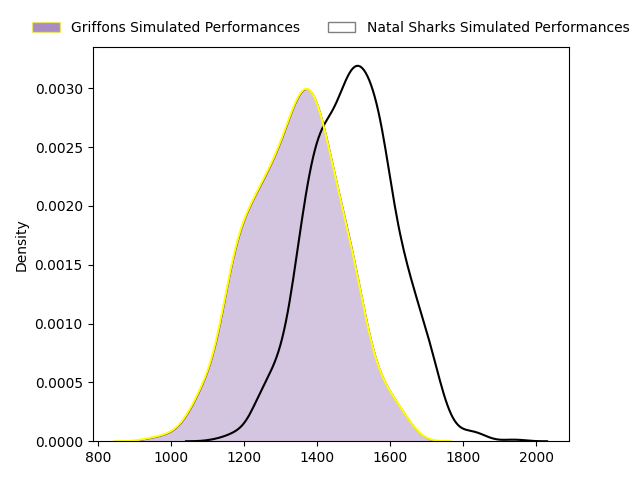 Griffons Simulated Performances
Natal Sharks Simulated Performances
Density
0.0030
0.0025
0.0020
0.0015
0.0010
0.0005
0.0000
800 1000 1200 1400 1600 1800 2000